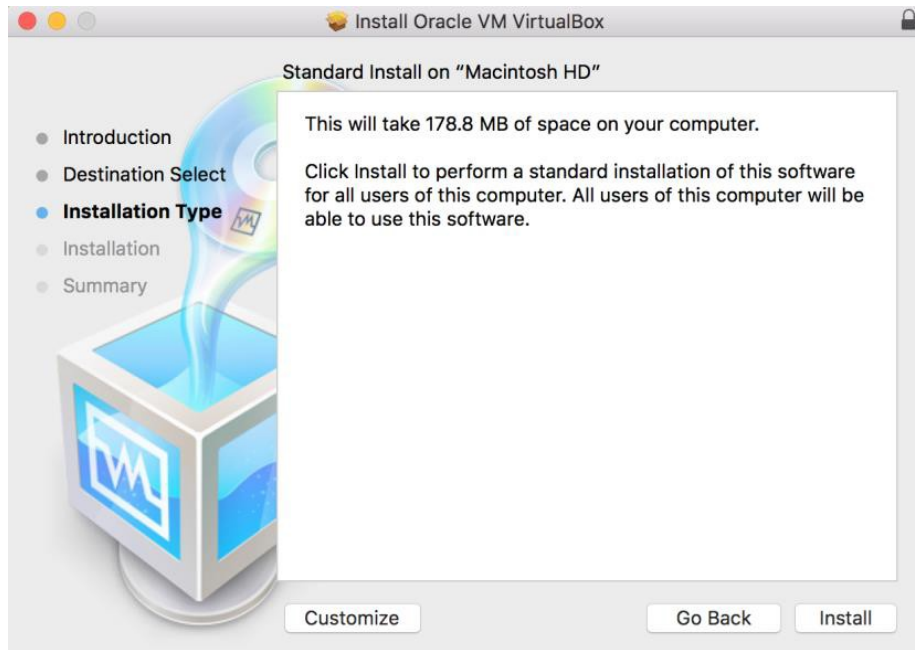 Install Oracle VM VirtualBox
Standard Install on “Macintosh HD”
Introduction
Destination Select
Installation Type
Installation
Summary
This will take 178.8 MB of space on your computer.
Click Install to perform a standard installation of this software
for all users of this computer. All users of this computer will be
able to use this software.
Customize
Go Back
Install